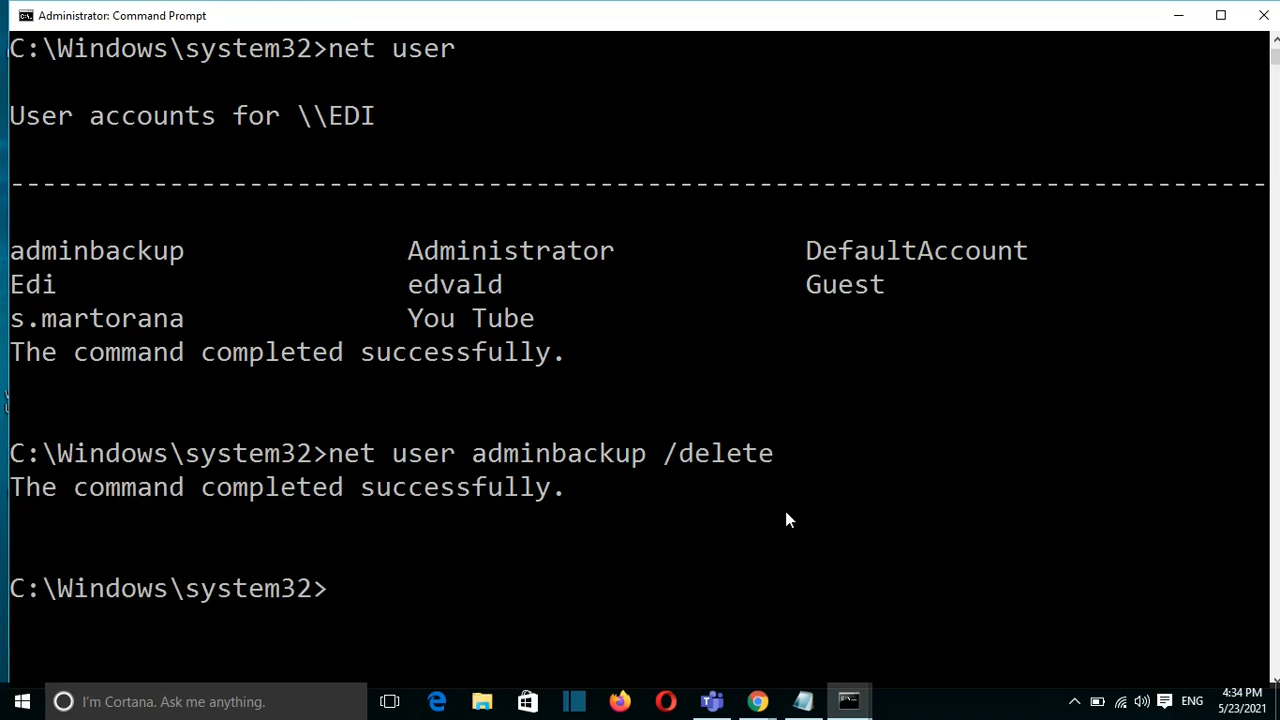 Administrator: Command Prompt
C:\Windows\system32>net user
User accounts for \\EDI
-------------------------------------------------------------------------------
adminbackup Administrator DefaultAccount
Edi edvald Guest
s.martorana You Tube
The command completed successfully.
C:\Windows\system32>net user adminbackup /delete
The command completed successfully.
C:\Windows\system32>
I'm Cortana. Ask me anything.
ENG
4:34 PM
5/23/2021